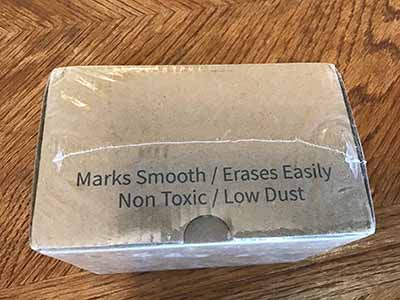 Marks Smooth / Erases Easily
Non Toxic / Low Dust